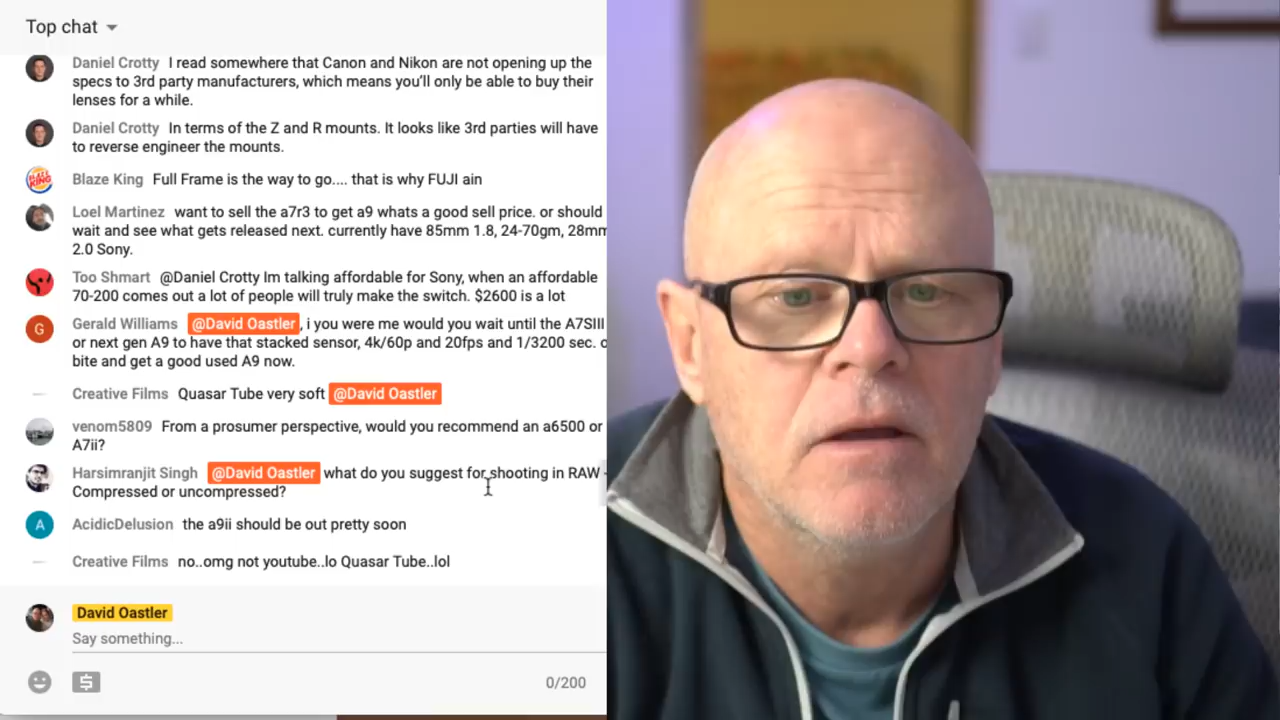 Top chat
Daniel Crotty I read somewhere that Canon and Nikon are not opening up the
specs to 3rd party manufacturers, which means you'll only be able to buy their
lenses for a while.
Daniel Crotty In terms of the Z and R mounts. It looks like 3rd parties will have
to reverse engineer the mounts.
Blaze King Full Frame is the way to go.... that is why FUJI ain
Loel Martinez want to sell the a7r3 to get a9 whats a good sell price. or should
wait and see what gets released next. currently have 85mm 1.8, 24-70gm, 28mm
2.0 Sony.
Too Shmart @Daniel Crotty Im talking affordable for Sony, when an affordable
70-200 comes out a lot of people will truly make the switch. $2600 is a lot
G
Gerald Williams @David Oastler, i you were me would you wait until the A7SIII
or next gen A9 to have that stacked sensor, 4k/60p and 20fps and 1/3200 sec.
bite and get a good used A9 now.
Creative Films Quasar Tube very soft @David Oastler
venom5809 From a prosumer perspective, would you recommend an a6500 or
A7ii?
Harsimranjit Singh @David Oastler what do you suggest for shooting in RAW -
Compressed or uncompressed?
A
AcidicDelusion the a9ii should be out pretty soon
Creative Films no..omg not youtube..lo Quasar Tube..lol
David Oastler
Say something...
0/200